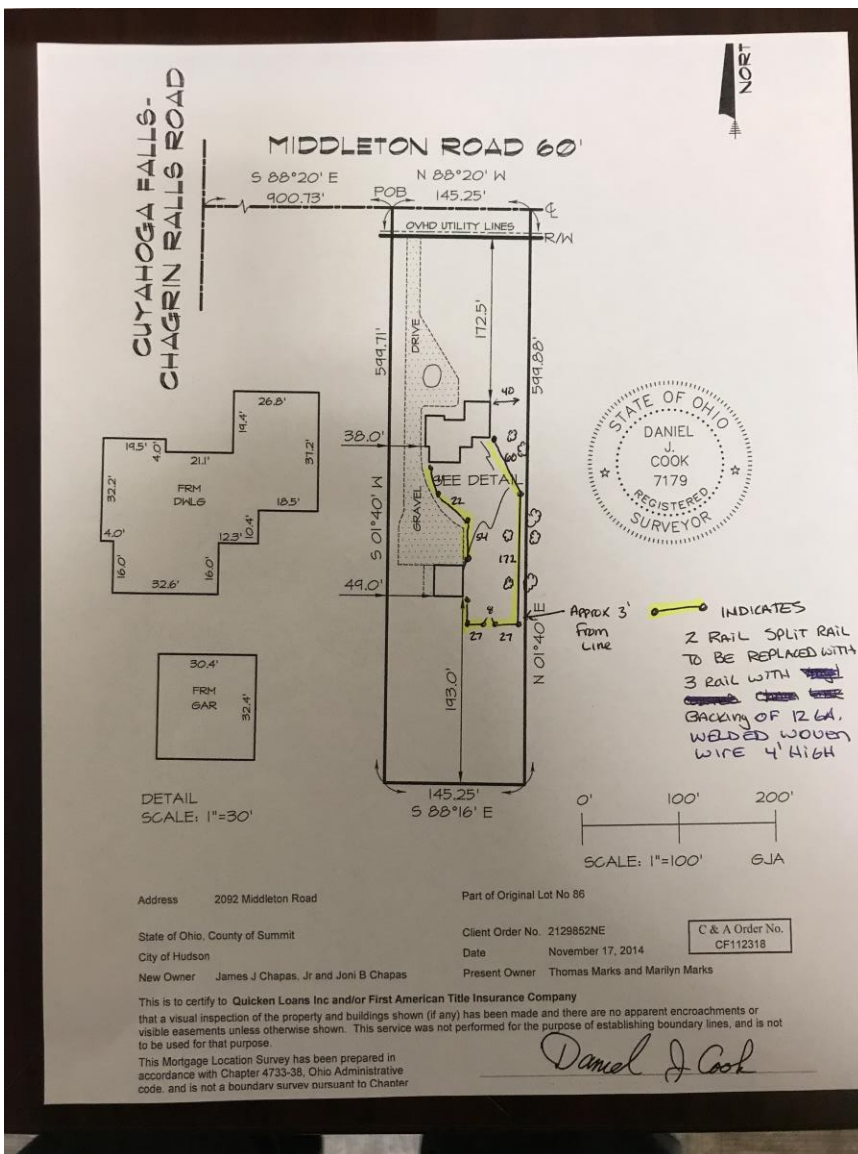 NORT
CUYAHOGA FALLS-
CHAGRIN RALLS ROAD
MIDDLETON ROAD 60'
S 88°20' E
900.73'
POB
N 88°20' W
145.25'
OVHD UTILITY LINES
R/W
599.71'
DRIVE
172.5'
599.88'
40
38.0'
60
SEE DETAIL
22
GRAVEL
54
172
S 01°40' W
49.0'
8
27
27
N 01°40' E
193.0'
145.25'
S 88°16' E
APPROX 3'
From
Line
26.8'
19.4'
19.5'
4.0'
21.1'
37.2'
32.2'
FRM
DWLG
18.5'
10.4'
12.3'
4.0'
16.0'
16.0'
32.6'
30.4'
FRM
GAR
32.4'
DETAIL
SCALE: 1"=30'
STATE OF OHIO
DANIEL
J.
COOK
7179
REGISTERED
SURVEYOR
INDICATES
2 RAIL SPLIT RAIL
TO BE REPLACED WITH
3 RAIL WITH
BACKING OF 12 GA.
WELDED WOVEN
WIRE 4' HIGH
0' 100' 200'
SCALE: 1"=100' GJA
Address 2092 Middleton Road
Part of Original Lot No 86
State of Ohio, County of Summit
City of Hudson
Client Order No. 2129852NE
Date November 17, 2014
C & A Order No.
CF112318
New Owner James J Chapas, Jr and Joni B Chapas
Present Owner Thomas Marks and Marilyn Marks
This is to certify to Quicken Loans Inc and/or First American Title Insurance Company
that a visual inspection of the property and buildings shown (if any) has been made and there are no apparent encroachments or
visible easements unless otherwise shown. This service was not performed for the purpose of establishing boundary lines, and is not
to be used for that purpose.
This Mortgage Location Survey has been prepared in
accordance with Chapter 4733-38, Ohio Administrative
code, and is not a boundary survey pursuant to Chapter
Daniel J Cook